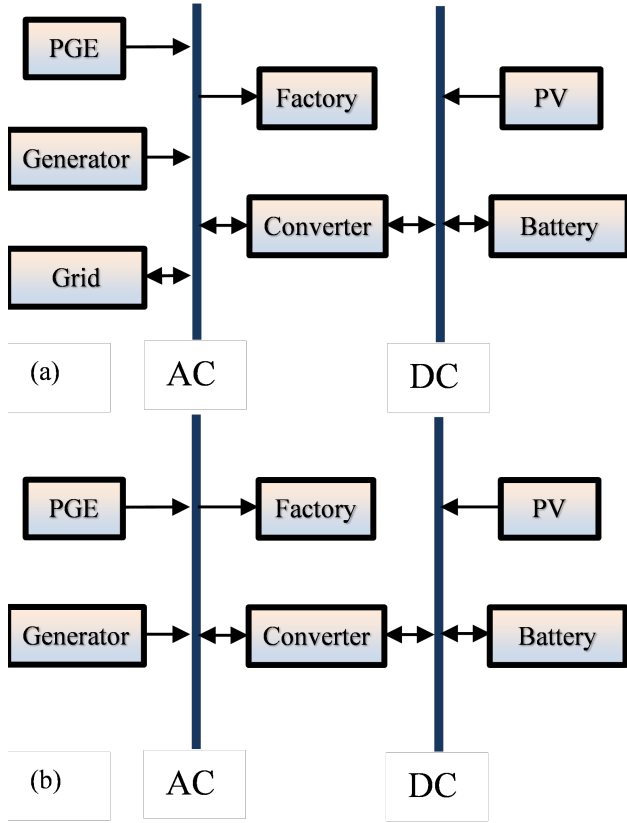 PGE
Factory
PV
Generator
Converter
Battery
Grid
(a)
AC
DC
PGE
Factory
PV
Generator
Converter
Battery
(b)
AC
DC